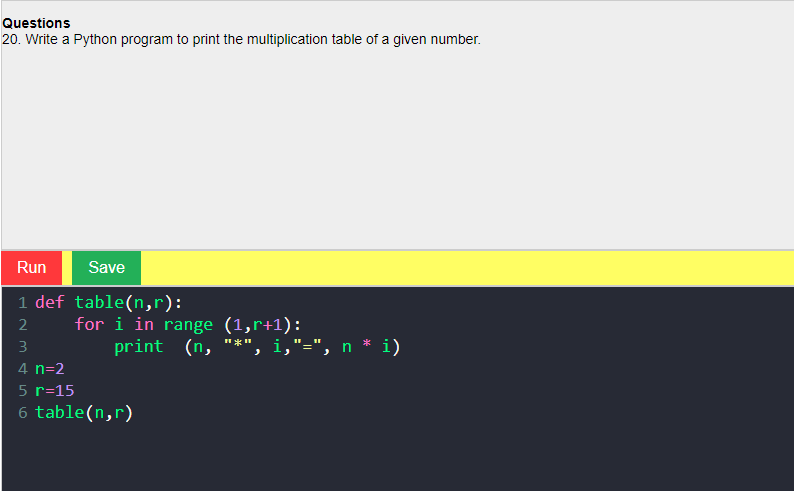 Questions
20. Write a Python program to print the multiplication table of a given number.
Run Save
1 def table(n,r):
2     for i in range (1,r+1):
3         print  (n, "*", i,"=", n * i)
4 n=2
5 r=15
6 table(n,r)